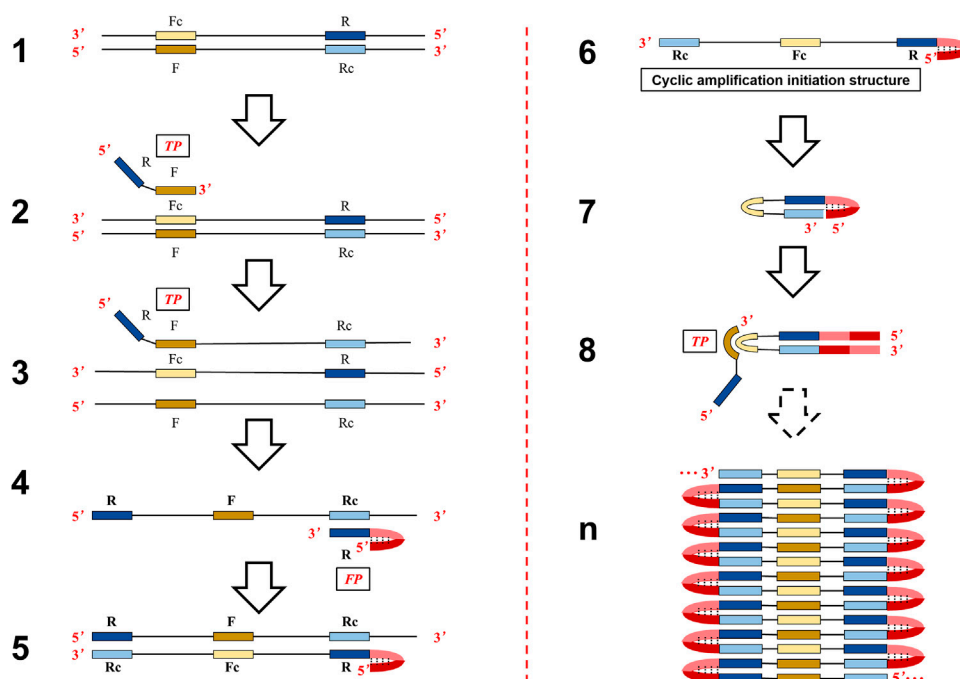 1
Fc R
3’ 5’
5’ 3’
F Rc
TP
5’ R F
3’
2
Fc R
3’ 5’
5’ 3’
F Rc
TP
5’ R F Rc
3’
3
Fc R
3’ 5’
5’ 3’
F Rc
4
R F Rc
5’ 3’
3’ 5’
R
FP
5
R F Rc
5’ 3’
3’
Rc Fc R 5’
6
3’ 5’
Rc Fc R
Cyclic amplification initiation structure
7
3’ 5’
8
TP 3’
5’
3’
5’
n
...3’
5’...